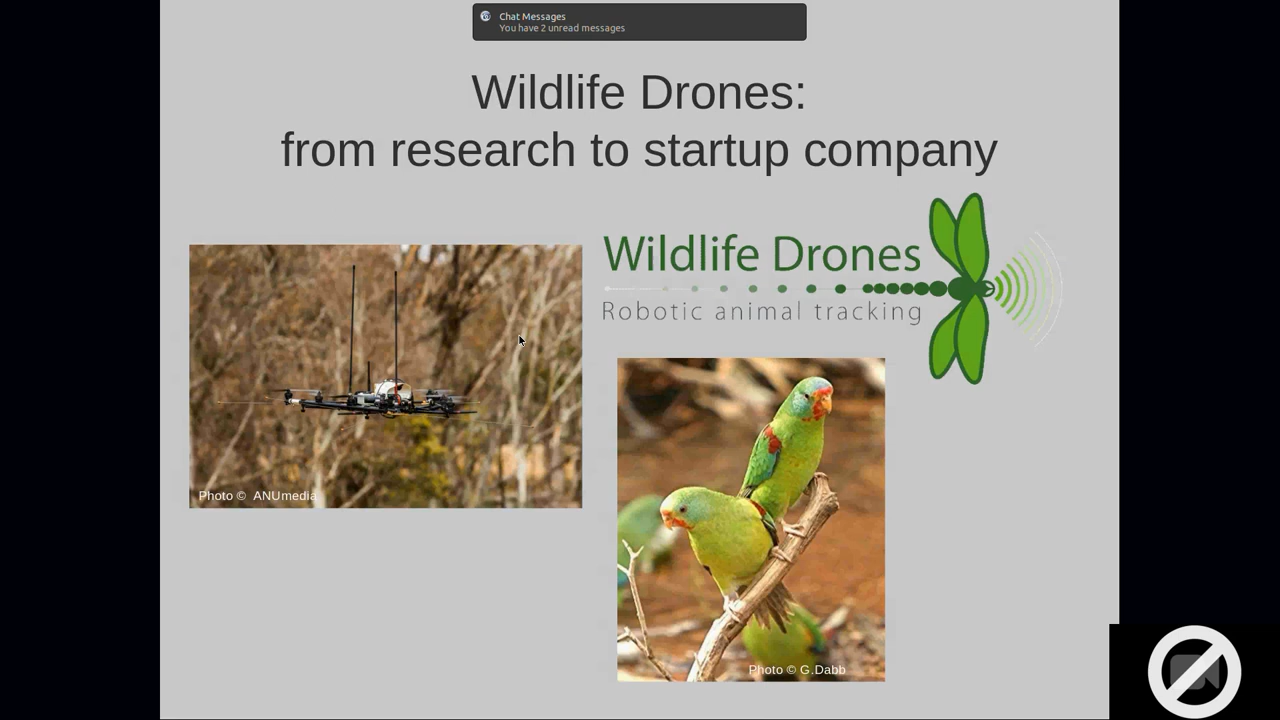 Chat Messages
You have 2 unread messages
Wildlife Drones:
from research to startup company
Wildlife Drones
Robotic animal tracking
Photo © ANUmedia
Photo © G.Dabb